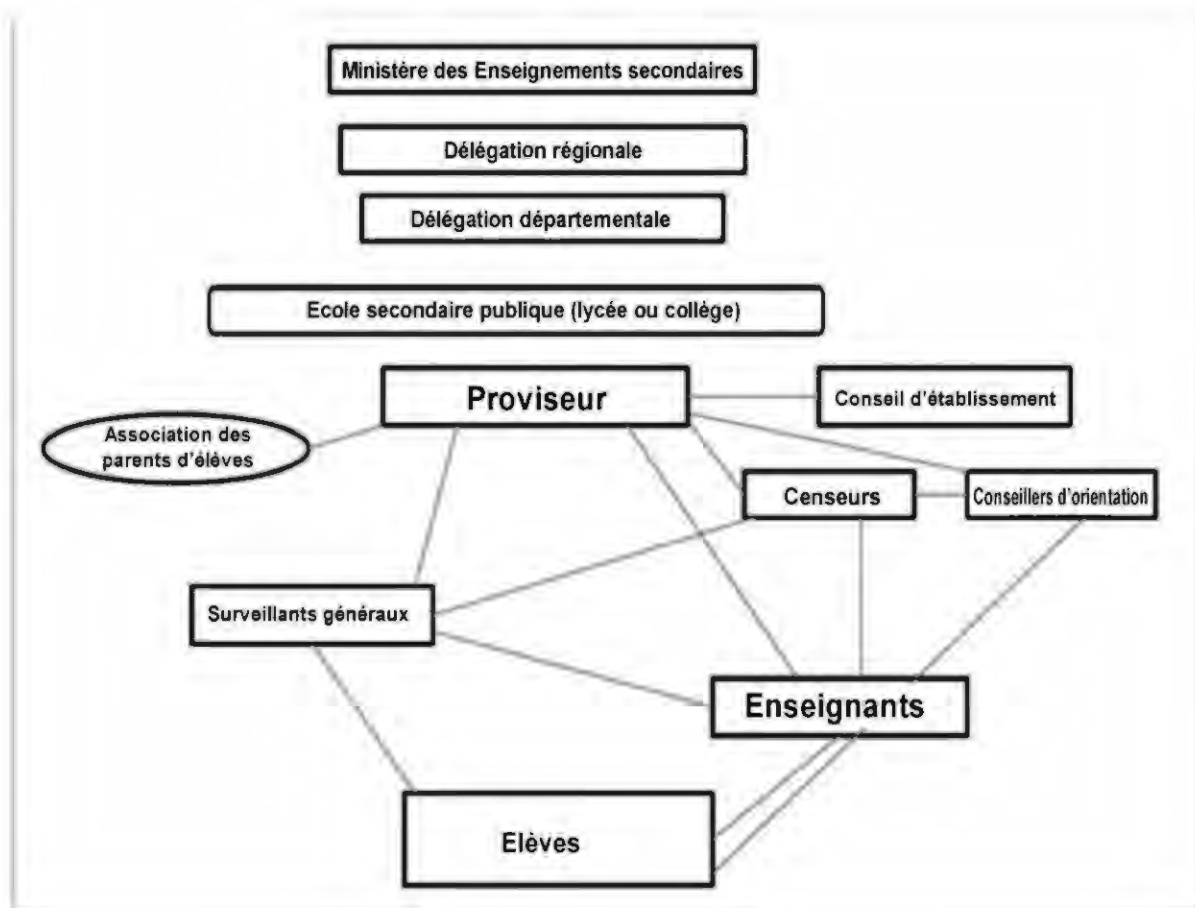 Ministère des Enseignements secondaires
Délégation régionale
Délégation départementale
Ecole secondaire publique (lycée ou collège)
Proviseur
Conseil d'établissement
Association des
parents d'élèves
Censeurs
Conseillers d'orientation
Surveillants généraux
Enseignants
Elèves